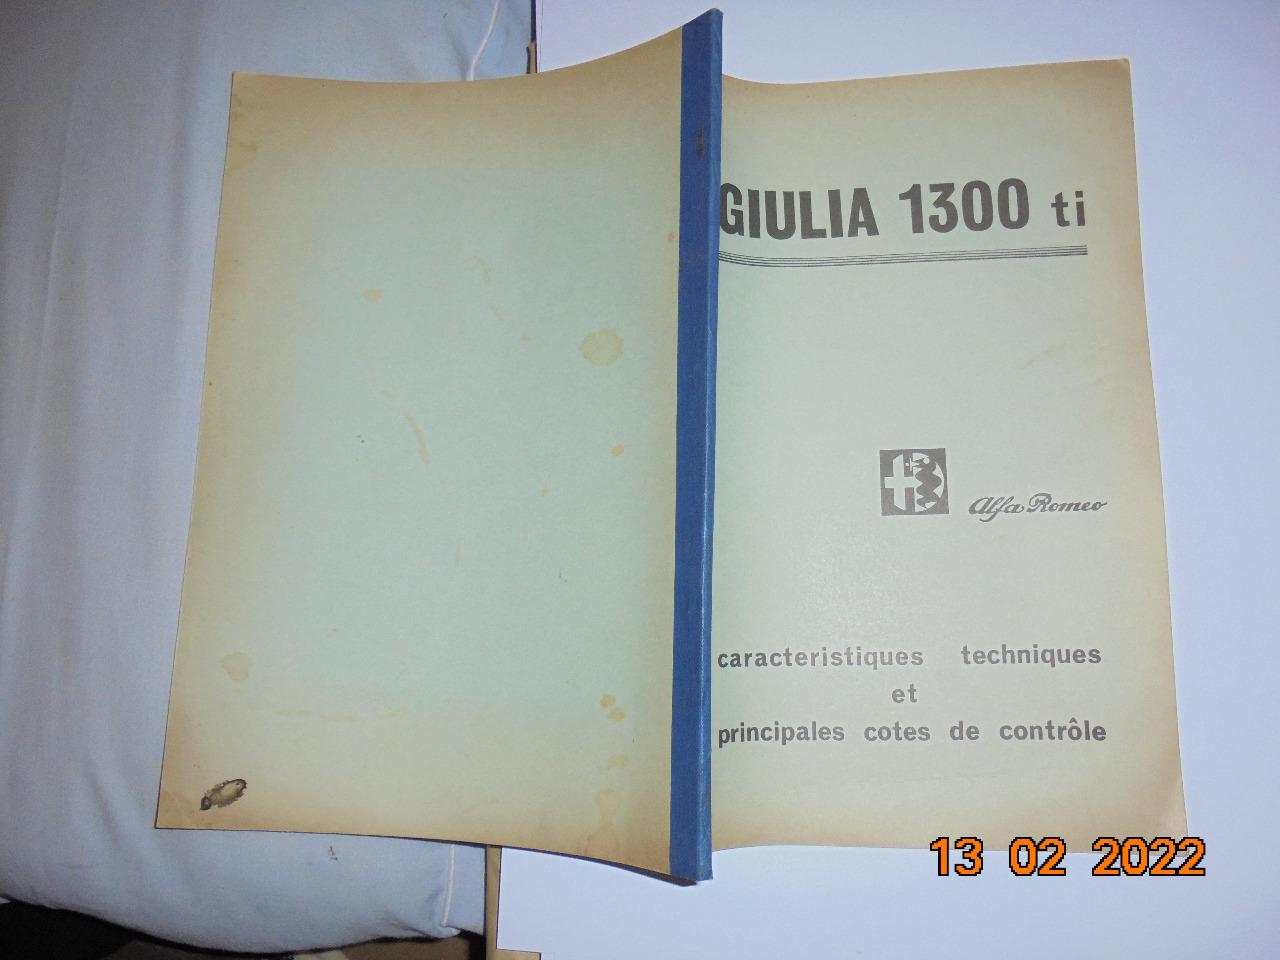 GIULIA 1300 ti
Alfa Romeo
caracteristiques techniques
et
principales cotes de contrôle
13 02 2022